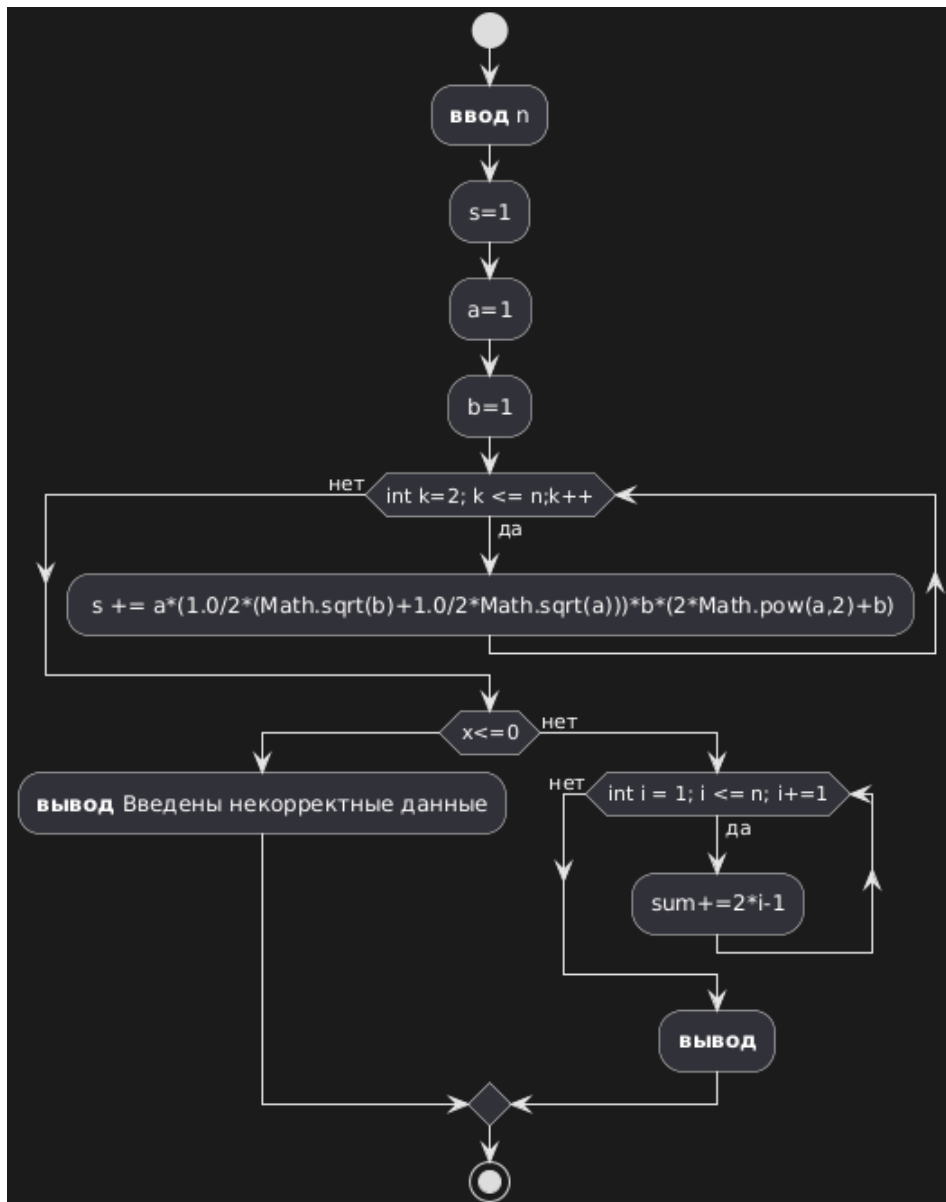 ввод n
s=1
a=1
b=1
нет
int k=2; k <= n;k++
да
s += a*(1.0/2*(Math.sqrt(b)+1.0/2*Math.sqrt(a)))*b*(2*Math.pow(a,2)+b)
x<=0
нет
вывод Введены некорректные данные
нет
int i = 1; i <= n; i+=1
да
sum+=2*i-1
вывод